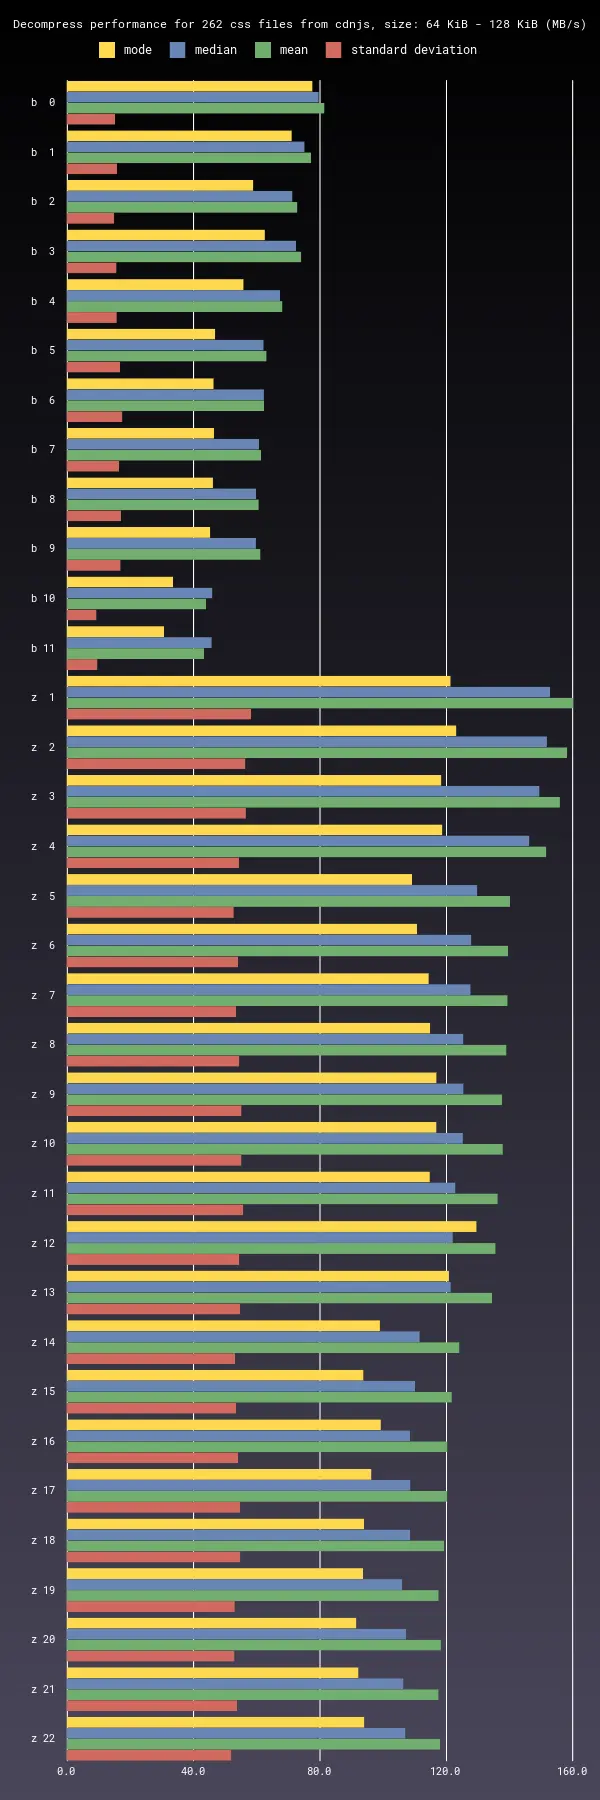 Decompress performance for 262 css files from cdnjs, size: 64 KiB - 128 KiB (MB/s)
mode median mean standard deviation
b 0
b 1
b 2
b 3
b 4
b 5
b 6
b 7
b 8
b 9
b 10
b 11
z 1
z 2
z 3
z 4
z 5
z 6
z 7
z 8
z 9
z 10
z 11
z 12
z 13
z 14
z 15
z 16
z 17
z 18
z 19
z 20
z 21
z 22
0.0 40.0 80.0 120.0 160.0